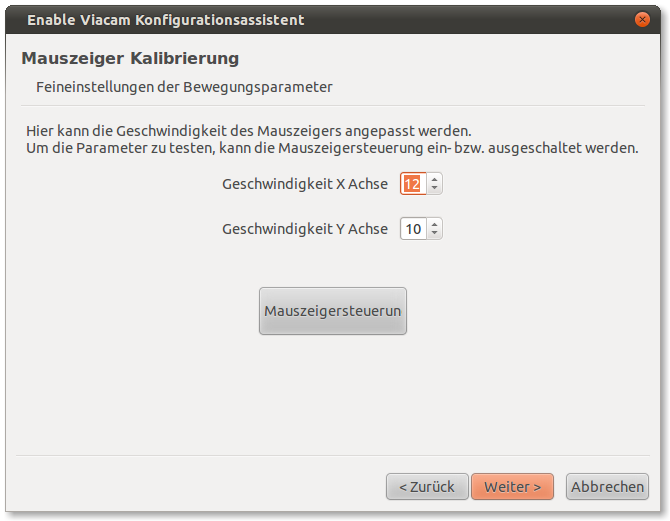 Enable Viacam Konfigurationsassistent
Mauszeiger Kalibrierung
Feineinstellungen der Bewegungsparameter
Hier kann die Geschwindigkeit des Mauszeigers angepasst werden.
Um die Parameter zu testen, kann die Mauszeigersteuerung ein- bzw. ausgeschaltet werden.
Geschwindigkeit X Achse 12
Geschwindigkeit Y Achse 10
Mauszeigersteuerun
< Zurück Weiter > Abbrechen